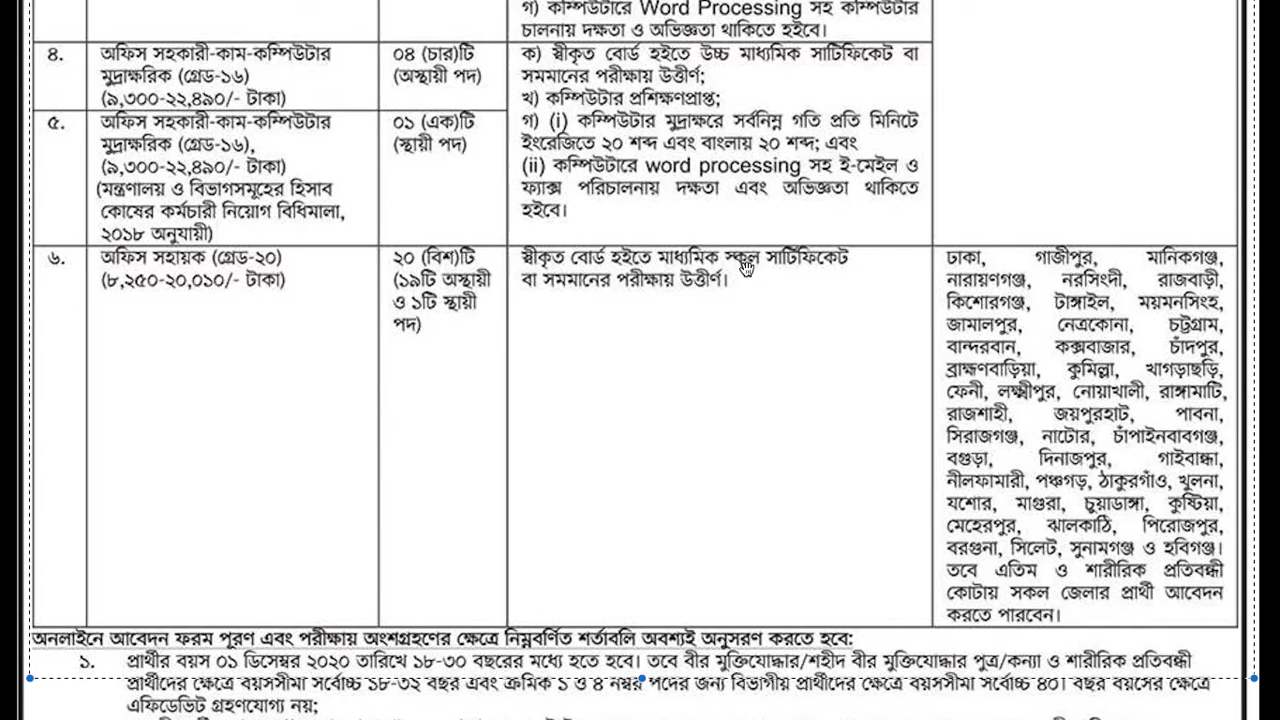 গ) কম্পিউটারে Word Processing সহ কম্পিউটার
চালনায় দক্ষতা ও অভিজ্ঞতা থাকিতে হইবে।
৪.
অফিস সহকারী-কাম-কম্পিউটার
মুদ্রাক্ষরিক (গ্রেড-১৬)
(৯,৩০০-২২,৪৯০/- টাকা)
০৪ (চার)টি
(অস্থায়ী পদ)
ক) স্বীকৃত বোর্ড হইতে উচ্চ মাধ্যমিক সার্টিফিকেট বা
সমমানের পরীক্ষায় উত্তীর্ণ;
খ) কম্পিউটার প্রশিক্ষণপ্রাপ্ত;
গ) (i) কম্পিউটার মুদ্রাক্ষরে সর্বনিম্ন গতি প্রতি মিনিটে
ইংরেজিতে ২০ শব্দ এবং বাংলায় ২০ শব্দ; এবং
(ii) কম্পিউটারে word processing সহ ই-মেইল ও
ফ্যাক্স পরিচালনায় দক্ষতা এবং অভিজ্ঞতা থাকিতে
হইবে।
৫.
অফিস সহকারী-কাম-কম্পিউটার
মুদ্রাক্ষরিক (গ্রেড-১৬),
(৯,৩০০-২২,৪৯০/- টাকা)
(মন্ত্রণালয় ও বিভাগসমূহের হিসাব
কোষের কর্মচারী নিয়োগ বিধিমালা,
২০১৮ অনুযায়ী)
০১ (এক)টি
(স্থায়ী পদ)
৬.
অফিস সহায়ক (গ্রেড-২০)
(৮,২৫০-২০,০১০/- টাকা)
২০ (বিশ)টি
(১৯টি অস্থায়ী
ও ১টি স্থায়ী
পদ)
স্বীকৃত বোর্ড হইতে মাধ্যমিক স্কুল সার্টিফিকেট
বা সমমানের পরীক্ষায় উত্তীর্ণ।
ঢাকা, গাজীপুর, মানিকগঞ্জ,
নারায়ণগঞ্জ, নরসিংদী, রাজবাড়ী,
কিশোরগঞ্জ, টাঙ্গাইল, ময়মনসিংহ,
জামালপুর, নেত্রকোনা, চট্টগ্রাম,
বান্দরবান, কক্সবাজার, চাঁদপুর,
ব্রাহ্মণবাড়িয়া, কুমিল্লা, খাগড়াছড়ি,
ফেনী, লক্ষ্মীপুর, নোয়াখালী, রাঙ্গামাটি,
রাজশাহী, জয়পুরহাট, পাবনা,
সিরাজগঞ্জ, নাটোর, চাঁপাইনবাবগঞ্জ,
বগুড়া, দিনাজপুর, গাইবান্ধা,
নীলফামারী, পঞ্চগড়, ঠাকুরগাঁও, খুলনা,
যশোর, মাগুরা, চুয়াডাঙ্গা, কুষ্টিয়া,
মেহেরপুর, ঝালকাঠি, পিরোজপুর,
বরগুনা, সিলেট, সুনামগঞ্জ ও হবিগঞ্জ।
তবে এতিম ও শারীরিক প্রতিবন্ধী
কোটায় সকল জেলার প্রার্থী আবেদন
করতে পারবেন।
অনলাইনে আবেদন ফরম পূরণ এবং পরীক্ষায় অংশগ্রহণের ক্ষেত্রে নিম্নবর্ণিত শর্তাবলি অবশ্যই অনুসরণ করতে হবে:
১. প্রার্থীর বয়স ০১ ডিসেম্বর ২০২০ তারিখে ১৮-৩০ বছরের মধ্যে হতে হবে। তবে বীর মুক্তিযোদ্ধার/শহীদ বীর মুক্তিযোদ্ধার পুত্র/কন্যা ও শারীরিক প্রতিবন্ধী
প্রার্থীদের ক্ষেত্রে বয়সসীমা সর্বোচ্চ ১৮-৩২ বছর এবং ক্রমিক ১ ও ৪ নম্বর পদের জন্য বিভাগীয় প্রার্থীদের ক্ষেত্রে বয়সসীমা সর্বোচ্চ ৪০। বছর বয়সের ক্ষেত্রে
এফিডেভিট গ্রহণযোগ্য নয়;